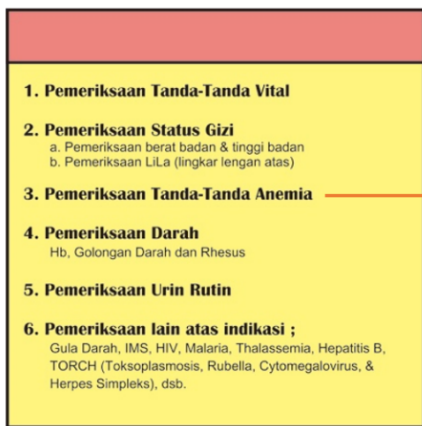 1. Pemeriksaan Tanda-Tanda Vital
2. Pemeriksaan Status Gizi
a. Pemeriksaan berat badan & tinggi badan
b. Pemeriksaan LiLa (lingkar lengan atas)
3. Pemeriksaan Tanda-Tanda Anemia
4. Pemeriksaan Darah
Hb, Golongan Darah dan Rhesus
5. Pemeriksaan Urin Rutin
6. Pemeriksaan lain atas indikasi ;
Gula Darah, IMS, HIV, Malaria, Thalassemia, Hepatitis B,
TORCH (Toksoplasmosis, Rubella, Cytomegalovirus, &
Herpes Simpleks), dsb.